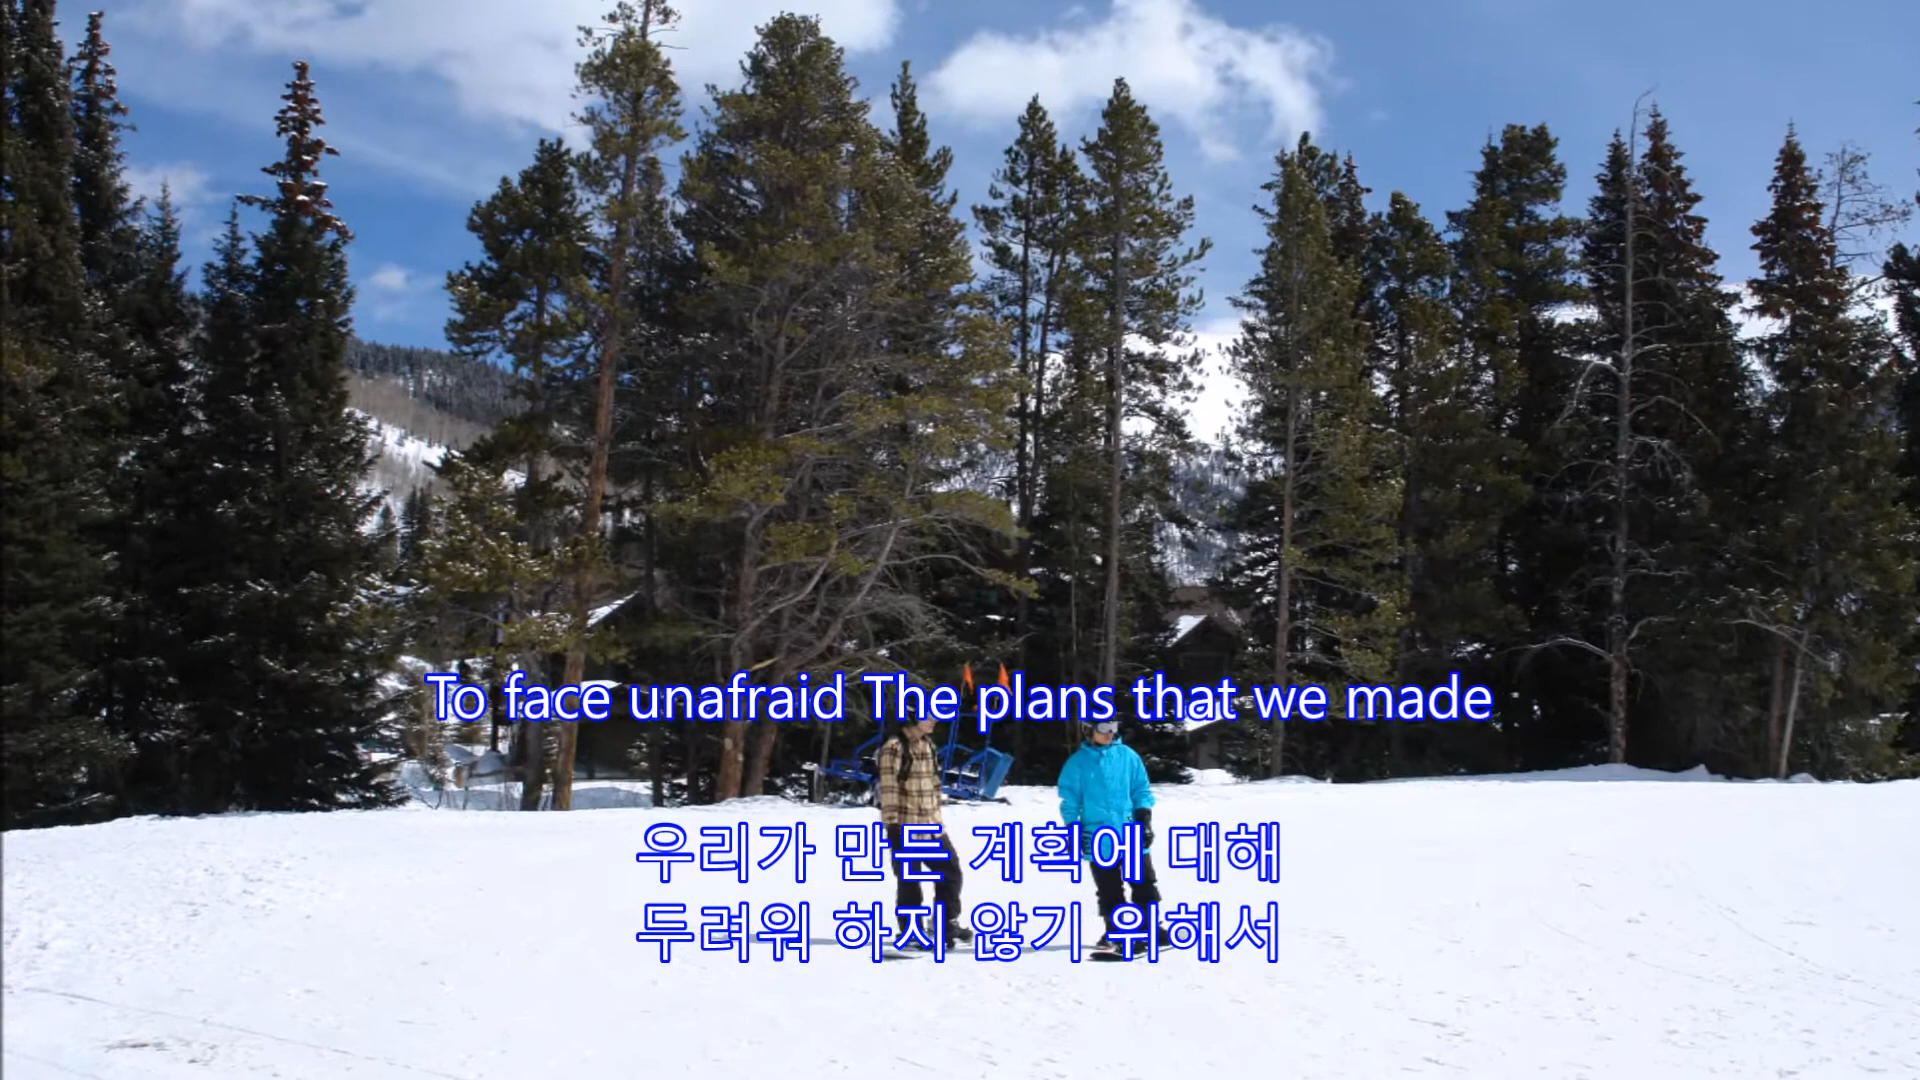 To face unafraid The plans that we made
우리가 만든 계획에 대해
두려워 하지 않기 위해서